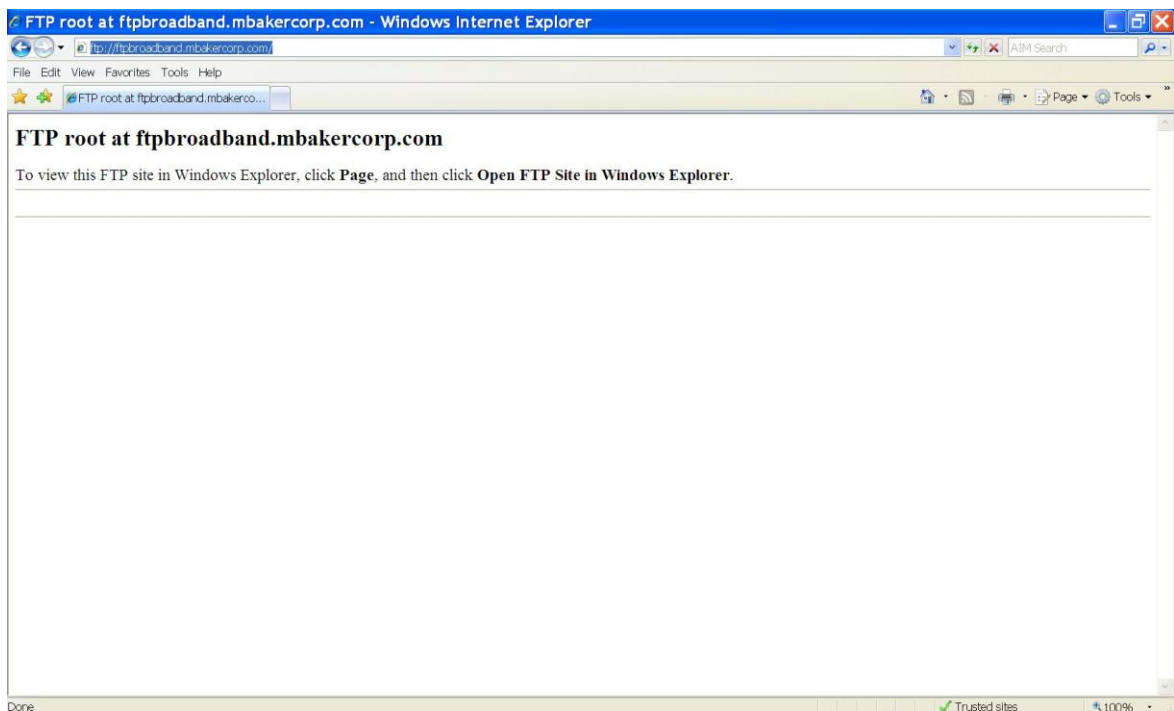 FTP root at ftpbroadband.mbakercorp.com - Windows Internet Explorer
ftp://ftpbroadband.mbakercorp.com/
AIM Search
File Edit View Favorites Tools Help
FTP root at ftpbroadband.mbakerco...
Page Tools
FTP root at ftpbroadband.mbakercorp.com
To view this FTP site in Windows Explorer, click Page, and then click Open FTP Site in Windows Explorer.
Done
Trusted sites
100%